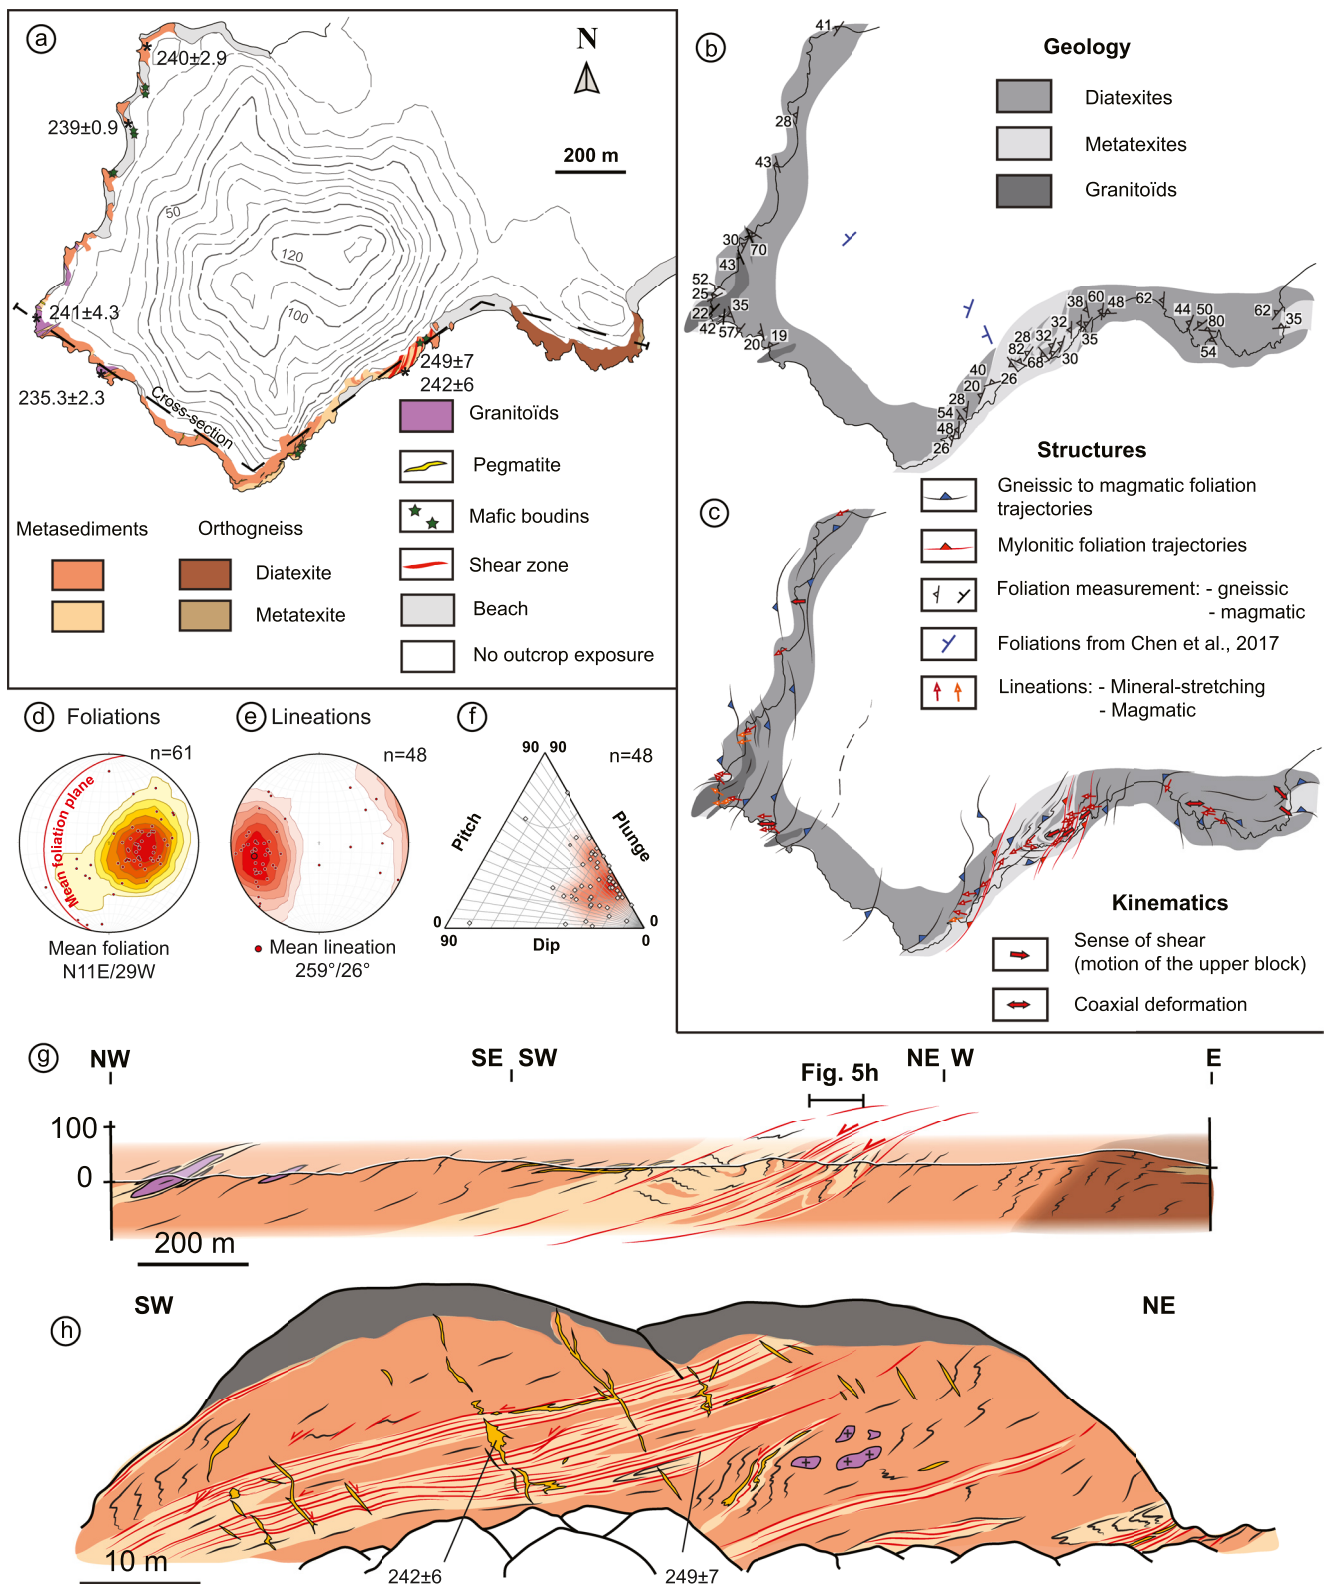 a
N
240±2.9
239±0.9
200 m
50
120
100
241±4.3
235.3±2.3
249±7
242±6
Cross-section
Granitoïds
Pegmatite
Mafic boudins
Shear zone
Beach
No outcrop exposure
Metasediments
Orthogneiss
Diatexite
Metatexite
b
Geology
Diatexites
Metatexites
Granitoïds
41
28
43
30
70
43
52
25
35
22
42
57
20
19
38
60
48
62
44
50
80
54
62
35
32
32
28
82
68
30
35
40
20
26
28
54
48
26
Structures
Gneissic to magmatic foliation
trajectories
Mylonitic foliation trajectories
Foliation measurement: - gneissic
- magmatic
Foliations from Chen et al., 2017
Lineations: - Mineral-stretching
- Magmatic
c
Kinematics
Sense of shear
(motion of the upper block)
Coaxial deformation
d Foliations
n=61
Mean foliation plane
Mean foliation
N11E/29W
e Lineations
n=48
Mean lineation
259°/26°
f
90 90
n=48
Pitch
Plunge
0
0
90
Dip
0
g
NW
SE SW
NE W
E
Fig. 5h
100
0
200 m
h
SW
NE
10 m
242±6
249±7